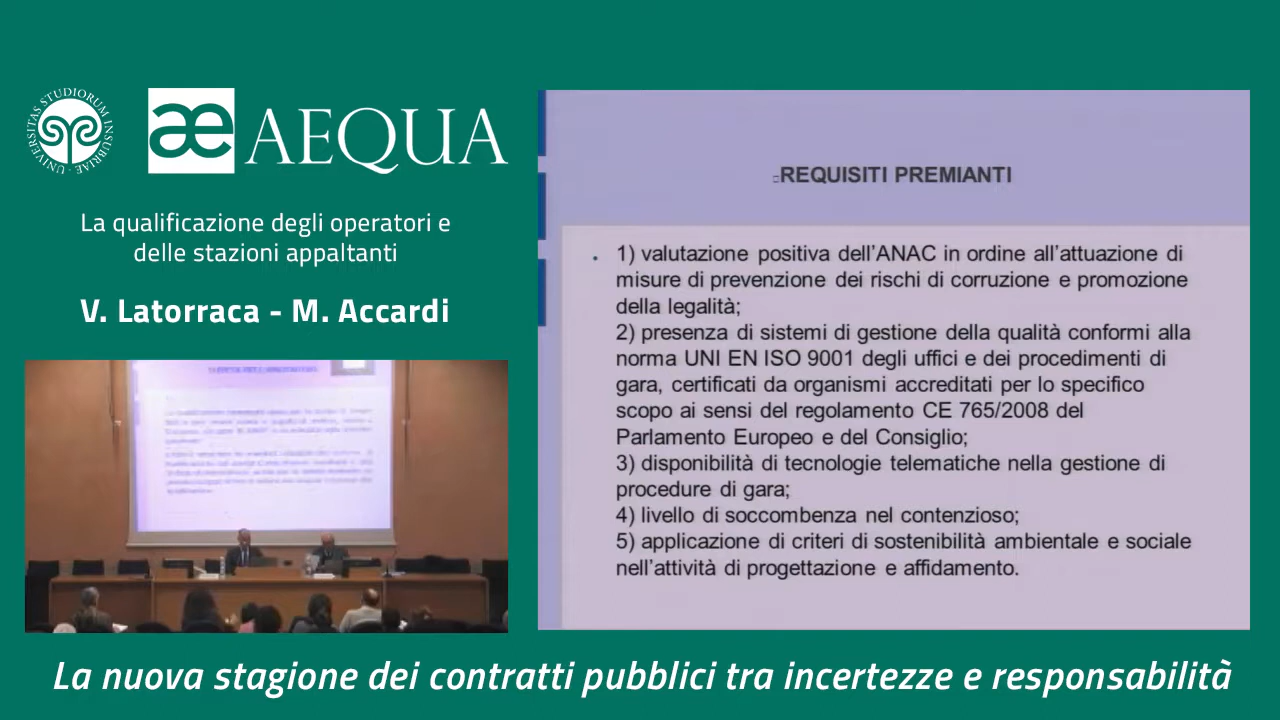 UNIVERSITAS STUDIORUM INSUBRIAE
æ AEQUA
La qualificazione degli operatori e
delle stazioni appaltanti
V. Latorraca - M. Accardi
REQUISITI PREMIANTI
1) valutazione positiva dell'ANAC in ordine all'attuazione di
misure di prevenzione dei rischi di corruzione e promozione
della legalità;
2) presenza di sistemi di gestione della qualità conformi alla
norma UNI EN ISO 9001 degli uffici e dei procedimenti di
gara, certificati da organismi accreditati per lo specifico
scopo ai sensi del regolamento CE 765/2008 del
Parlamento Europeo e del Consiglio;
3) disponibilità di tecnologie telematiche nella gestione di
procedure di gara;
4) livello di soccombenza nel contenzioso;
5) applicazione di criteri di sostenibilità ambientale e sociale
nell'attività di progettazione e affidamento.
La nuova stagione dei contratti pubblici tra incertezze e responsabilità